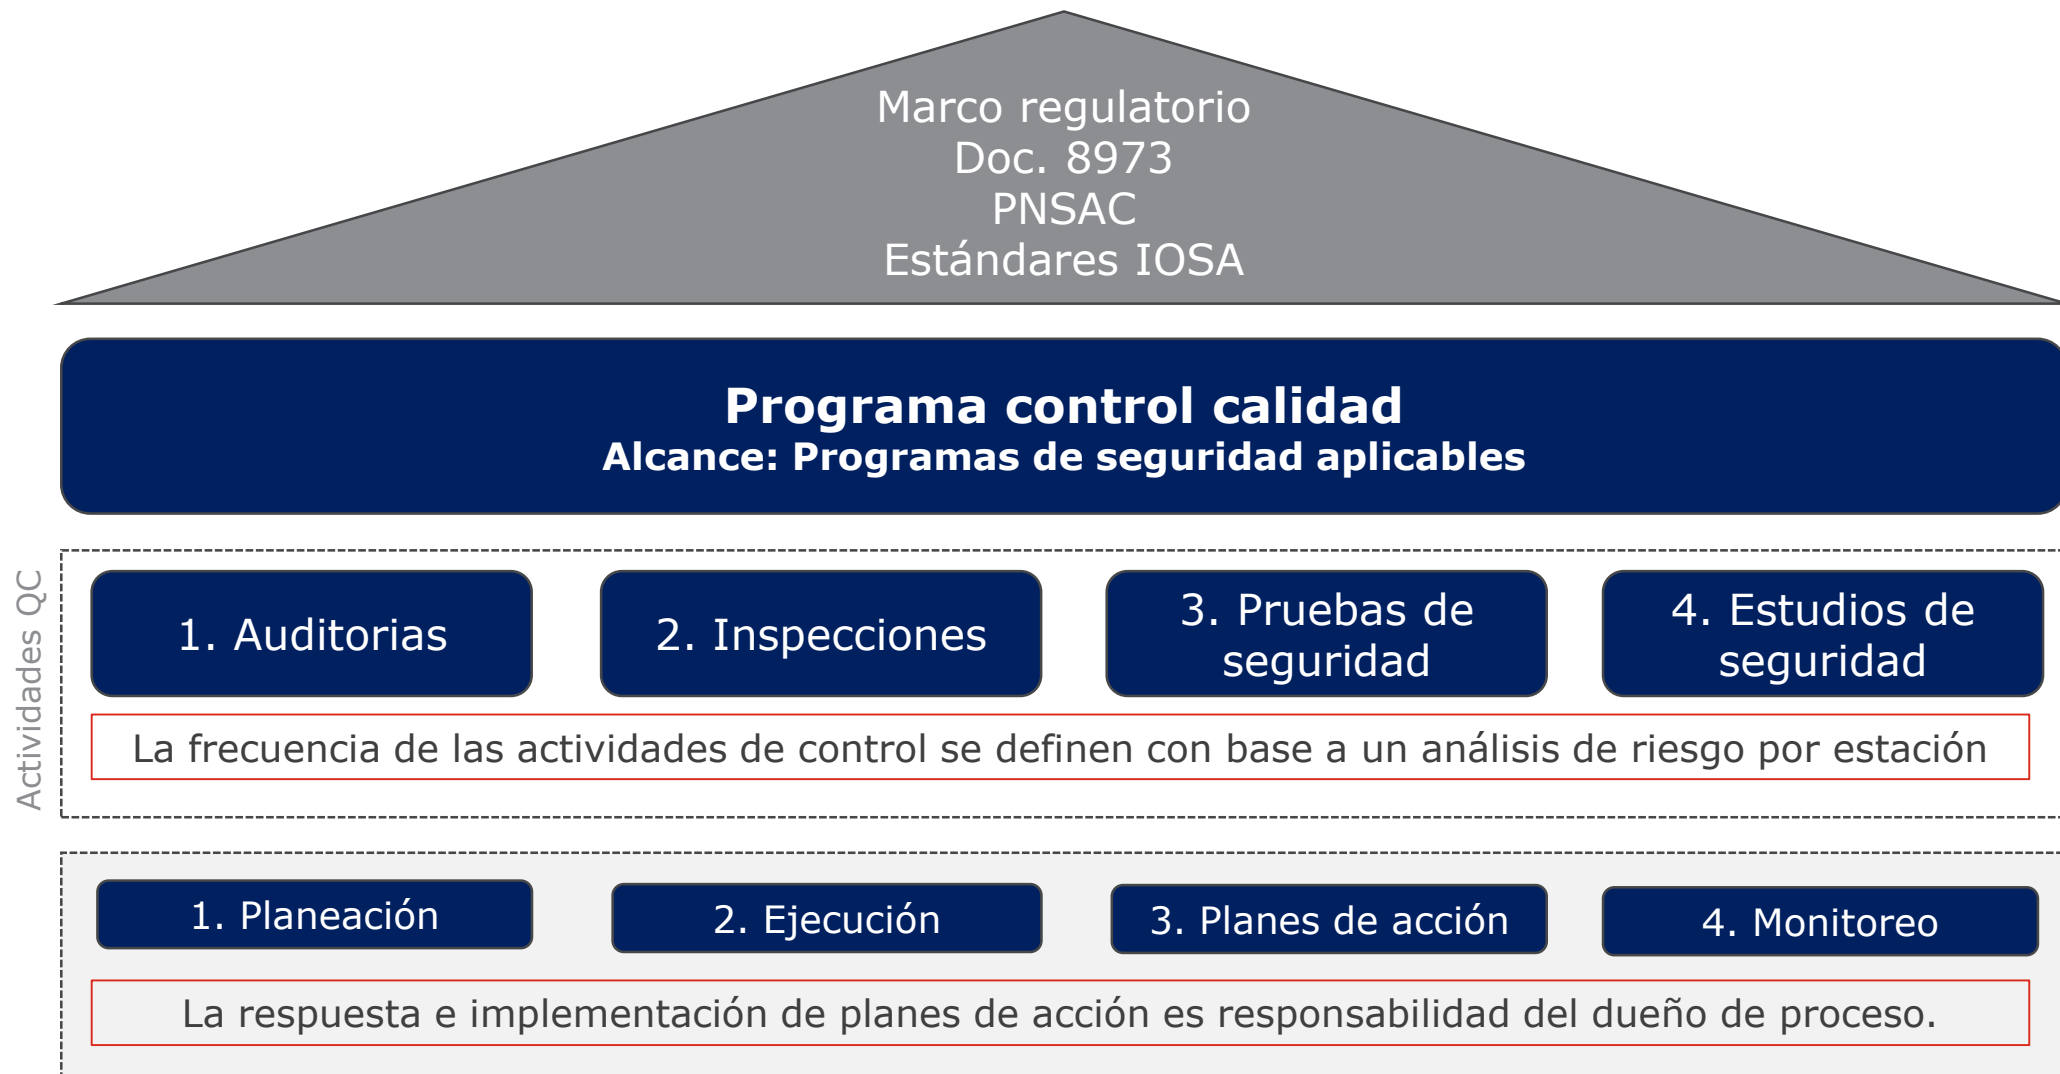 Marco regulatorio
Doc. 8973
PNSAC
Estándares IOSA
Programa control calidad
Alcance: Programas de seguridad aplicables
Actividades QC
1. Auditorias
2. Inspecciones
3. Pruebas de
seguridad
4. Estudios de
seguridad
La frecuencia de las actividades de control se definen con base a un análisis de riesgo por estación
1. Planeación
2. Ejecución
3. Planes de acción
4. Monitoreo
La respuesta e implementación de planes de acción es responsabilidad del dueño de proceso.